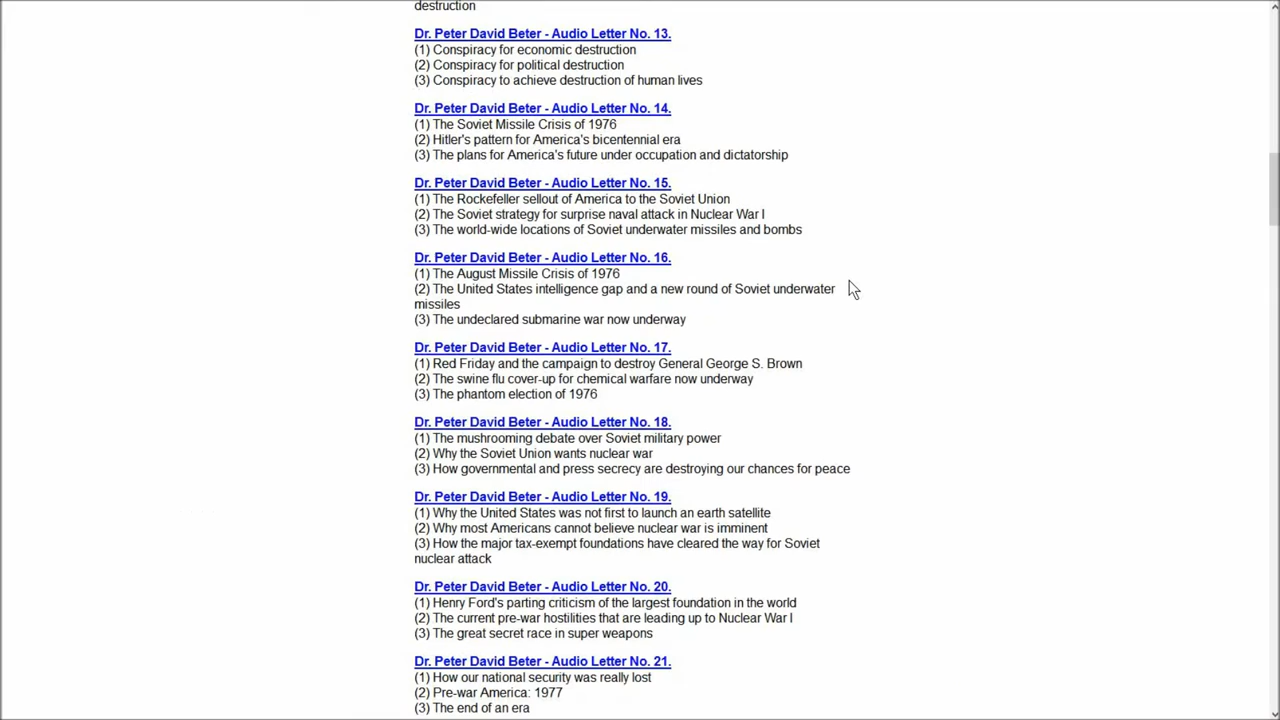 destruction
Dr. Peter David Beter - Audio Letter No. 13.
(1) Conspiracy for economic destruction
(2) Conspiracy for political destruction
(3) Conspiracy to achieve destruction of human lives
Dr. Peter David Beter - Audio Letter No. 14.
(1) The Soviet Missile Crisis of 1976
(2) Hitler's pattern for America's bicentennial era
(3) The plans for America's future under occupation and dictatorship
Dr. Peter David Beter - Audio Letter No. 15.
(1) The Rockefeller sellout of America to the Soviet Union
(2) The Soviet strategy for surprise naval attack in Nuclear War I
(3) The world-wide locations of Soviet underwater missiles and bombs
Dr. Peter David Beter - Audio Letter No. 16.
(1) The August Missile Crisis of 1976
(2) The United States intelligence gap and a new round of Soviet underwater
missiles
(3) The undeclared submarine war now underway
Dr. Peter David Beter - Audio Letter No. 17.
(1) Red Friday and the campaign to destroy General George S. Brown
(2) The swine flu cover-up for chemical warfare now underway
(3) The phantom election of 1976
Dr. Peter David Beter - Audio Letter No. 18.
(1) The mushrooming debate over Soviet military power
(2) Why the Soviet Union wants nuclear war
(3) How governmental and press secrecy are destroying our chances for peace
Dr. Peter David Beter - Audio Letter No. 19.
(1) Why the United States was not first to launch an earth satellite
(2) Why most Americans cannot believe nuclear war is imminent
(3) How the major tax-exempt foundations have cleared the way for Soviet
nuclear attack
Dr. Peter David Beter - Audio Letter No. 20.
(1) Henry Ford's parting criticism of the largest foundation in the world
(2) The current pre-war hostilities that are leading up to Nuclear War I
(3) The great secret race in super weapons
Dr. Peter David Beter - Audio Letter No. 21.
(1) How our national security was really lost
(2) Pre-war America: 1977
(3) The end of an era